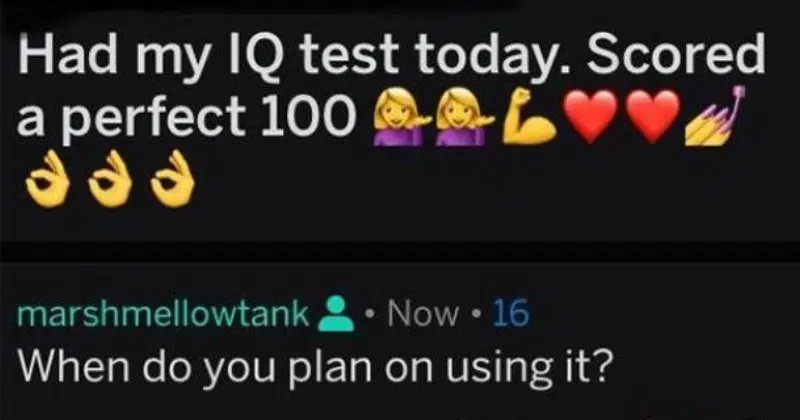 Had my IQ test today. Scored
a perfect 100 💁‍♀️💁‍♀️💪❤️❤️💅
👌👌👌
marshmellowtank • Now • 16
When do you plan on using it?